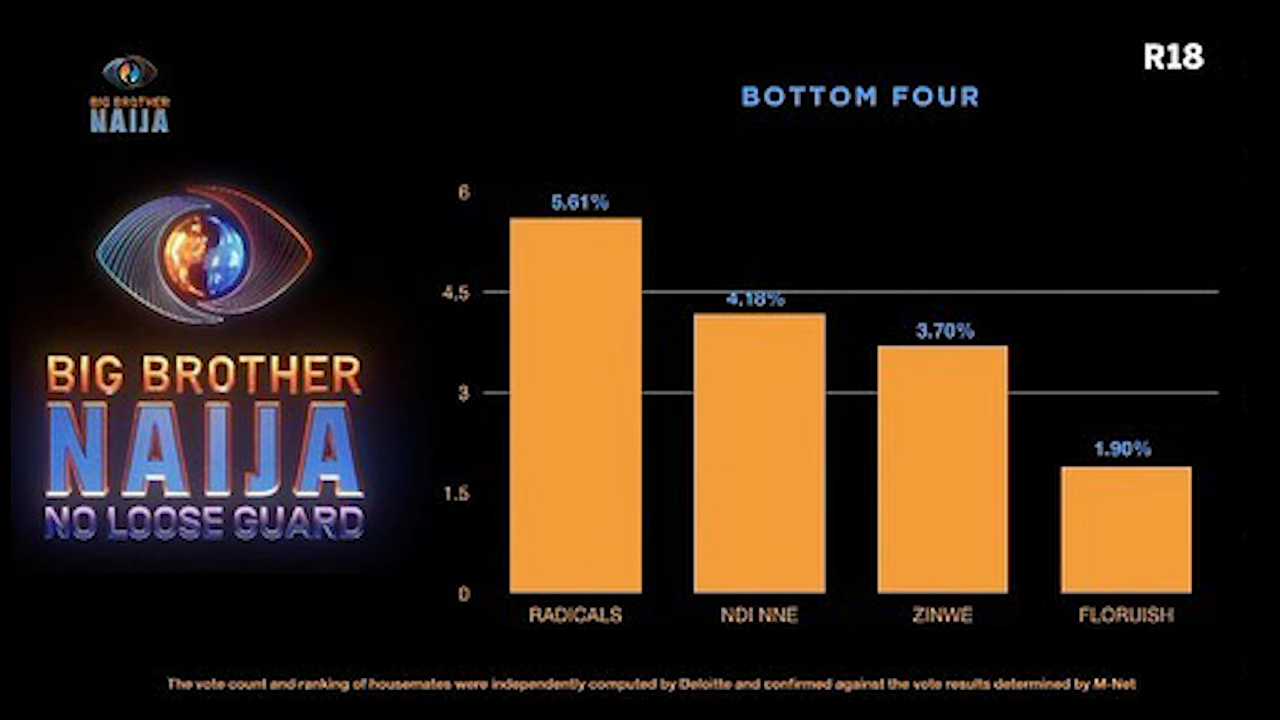 BIG BROTHER
NAIJA
R18
BOTTOM FOUR
BIG BROTHER
NAIJA
NO LOOSE GUARD
6
4.5
3
1.5
0
5.61%
4.18%
3.70%
1.90%
RADICALS
NDI NNE
ZINWE
FLORUISH
The vote count and ranking of housemates were independently computed by Deloitte and confirmed against the vote results determined by M-Net